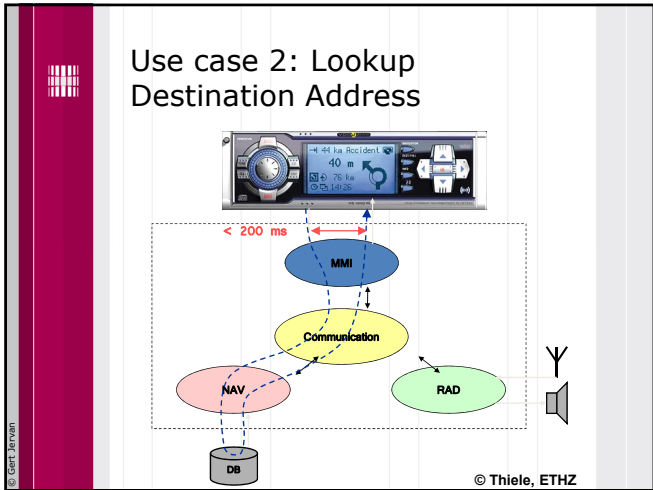 Use case 2: Lookup
Destination Address
44 km Accident
40 m
76 km
14:26
< 200 ms
MMI
Communication
NAV
RAD
DB
© Gert Jervan
© Thiele, ETHZ